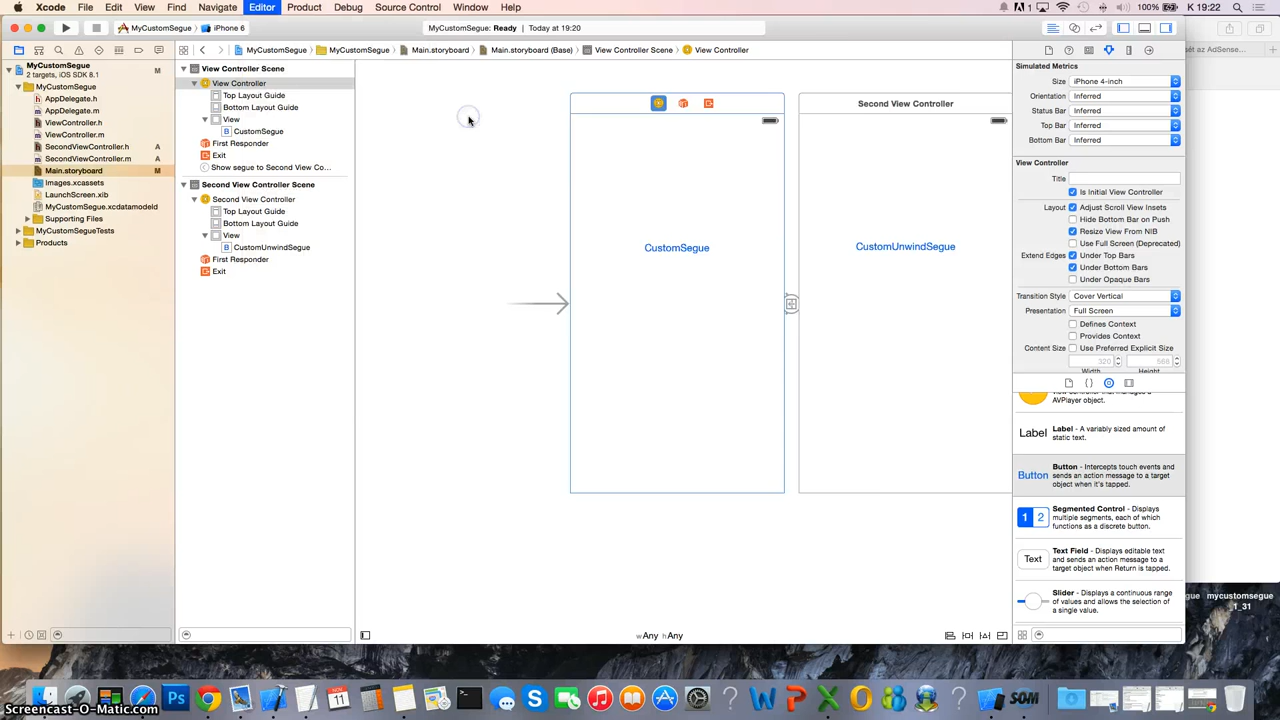 Xcode File Edit View Find Navigate Editor Product Debug Source Control Window Help 100% K 19:22
MyCustomSegue iPhone 6 MyCustomSegue: Ready Today at 19:20
MyCustomSegue MyCustomSegue Main.storyboard Main.storyboard (Base) View Controller Scene View Controller
MyCustomSegue M
2 targets, iOS SDK 8.1
MyCustomSegue
AppDelegate.h
AppDelegate.m
ViewController.h
ViewController.m
SecondViewController.h A
SecondViewController.m A
Main.storyboard M
Images.xcassets
LaunchScreen.xib
MyCustomSegue.xcdatamodeld
Supporting Files
MyCustomSegueTests
Products
View Controller Scene
View Controller
Top Layout Guide
Bottom Layout Guide
View
B CustomSegue
First Responder
Exit
Show segue to Second View Co...
Second View Controller Scene
Second View Controller
Top Layout Guide
Bottom Layout Guide
View
B CustomUnwindSegue
First Responder
Exit
CustomSegue
Second View Controller
CustomUnwindSegue
wAny hAny
Simulated Metrics
Size iPhone 4-inch
Orientation Inferred
Status Bar Inferred
Top Bar Inferred
Bottom Bar Inferred
View Controller
Title
Is Initial View Controller
Layout Adjust Scroll View Insets
Hide Bottom Bar on Push
Resize View From NIB
Use Full Screen (Deprecated)
Extend Edges Under Top Bars
Under Bottom Bars
Under Opaque Bars
Transition Style Cover Vertical
Presentation Full Screen
Defines Context
Provides Context
Content Size Use Preferred Explicit Size
320 568
Width Height
AVPlayer object.
Label Label - A variably sized amount of
static text.
Button Button - Intercepts touch events and
sends an action message to a target
object when it's tapped.
1 2 Segmented Control - Displays
multiple segments, each of which
functions as a discrete button.
Text Text Field - Displays editable text
and sends an action message to a
target object when Return is tapped.
Slider - Displays a continuous range
of values and allows the selection of
a single value.
gue mycustomsegue
1_31
Screencast-O-Matic.com